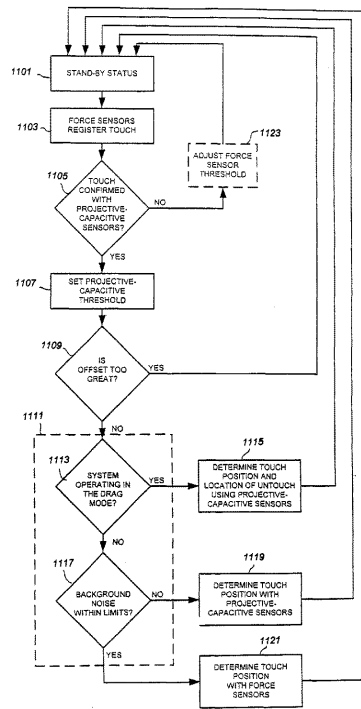 1101
STAND-BY STATUS
1103
FORCE SENSORS
REGISTER TOUCH
1123
ADJUST FORCE
SENSOR
THRESHOLD
1105
TOUCH
CONFIRMED
WITH
PROJECTIVE-
CAPACITIVE
SENSORS?
NO
YES
1107
SET PROJECTIVE-
CAPACITIVE
THRESHOLD
1109
IS
OFFSET TOO
GREAT?
YES
NO
1111
1113
SYSTEM
OPERATING IN
THE DRAG
MODE?
YES
NO
1115
DETERMINE TOUCH
POSITION AND
LOCATION OF UNTOUCH
USING PROJECTIVE-
CAPACITIVE SENSORS
1117
BACKGROUND
NOISE
WITHIN LIMITS?
NO
YES
1119
DETERMINE TOUCH
POSITION WITH
PROJECTIVE-
CAPACITIVE SENSORS
1121
DETERMINE TOUCH
POSITION
WITH FORCE
SENSORS